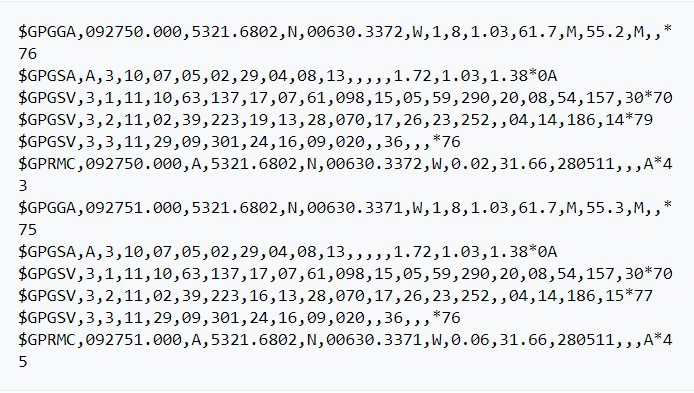 $GPGGA,092750.000,5321.6802,N,00630.3372,W,1,8,1.03,61.7,M,55.2,M,,*
76
$GPGSA,A,3,10,07,05,02,29,04,08,13,,,,,1.72,1.03,1.38*0A
$GPGSV,3,1,11,10,63,137,17,07,61,098,15,05,59,290,20,08,54,157,30*70
$GPGSV,3,2,11,02,39,223,19,13,28,070,17,26,23,252,,04,14,186,14*79
$GPGSV,3,3,11,29,09,301,24,16,09,020,,36,,,*76
$GPRMC,092750.000,A,5321.6802,N,00630.3372,W,0.02,31.66,280511,,,A*4
3
$GPGGA,092751.000,5321.6802,N,00630.3371,W,1,8,1.03,61.7,M,55.3,M,,*
75
$GPGSA,A,3,10,07,05,02,29,04,08,13,,,,,1.72,1.03,1.38*0A
$GPGSV,3,1,11,10,63,137,17,07,61,098,15,05,59,290,20,08,54,157,30*70
$GPGSV,3,2,11,02,39,223,16,13,28,070,17,26,23,252,,04,14,186,15*77
$GPGSV,3,3,11,29,09,301,24,16,09,020,,36,,,*76
$GPRMC,092751.000,A,5321.6802,N,00630.3371,W,0.06,31.66,280511,,,A*4
5